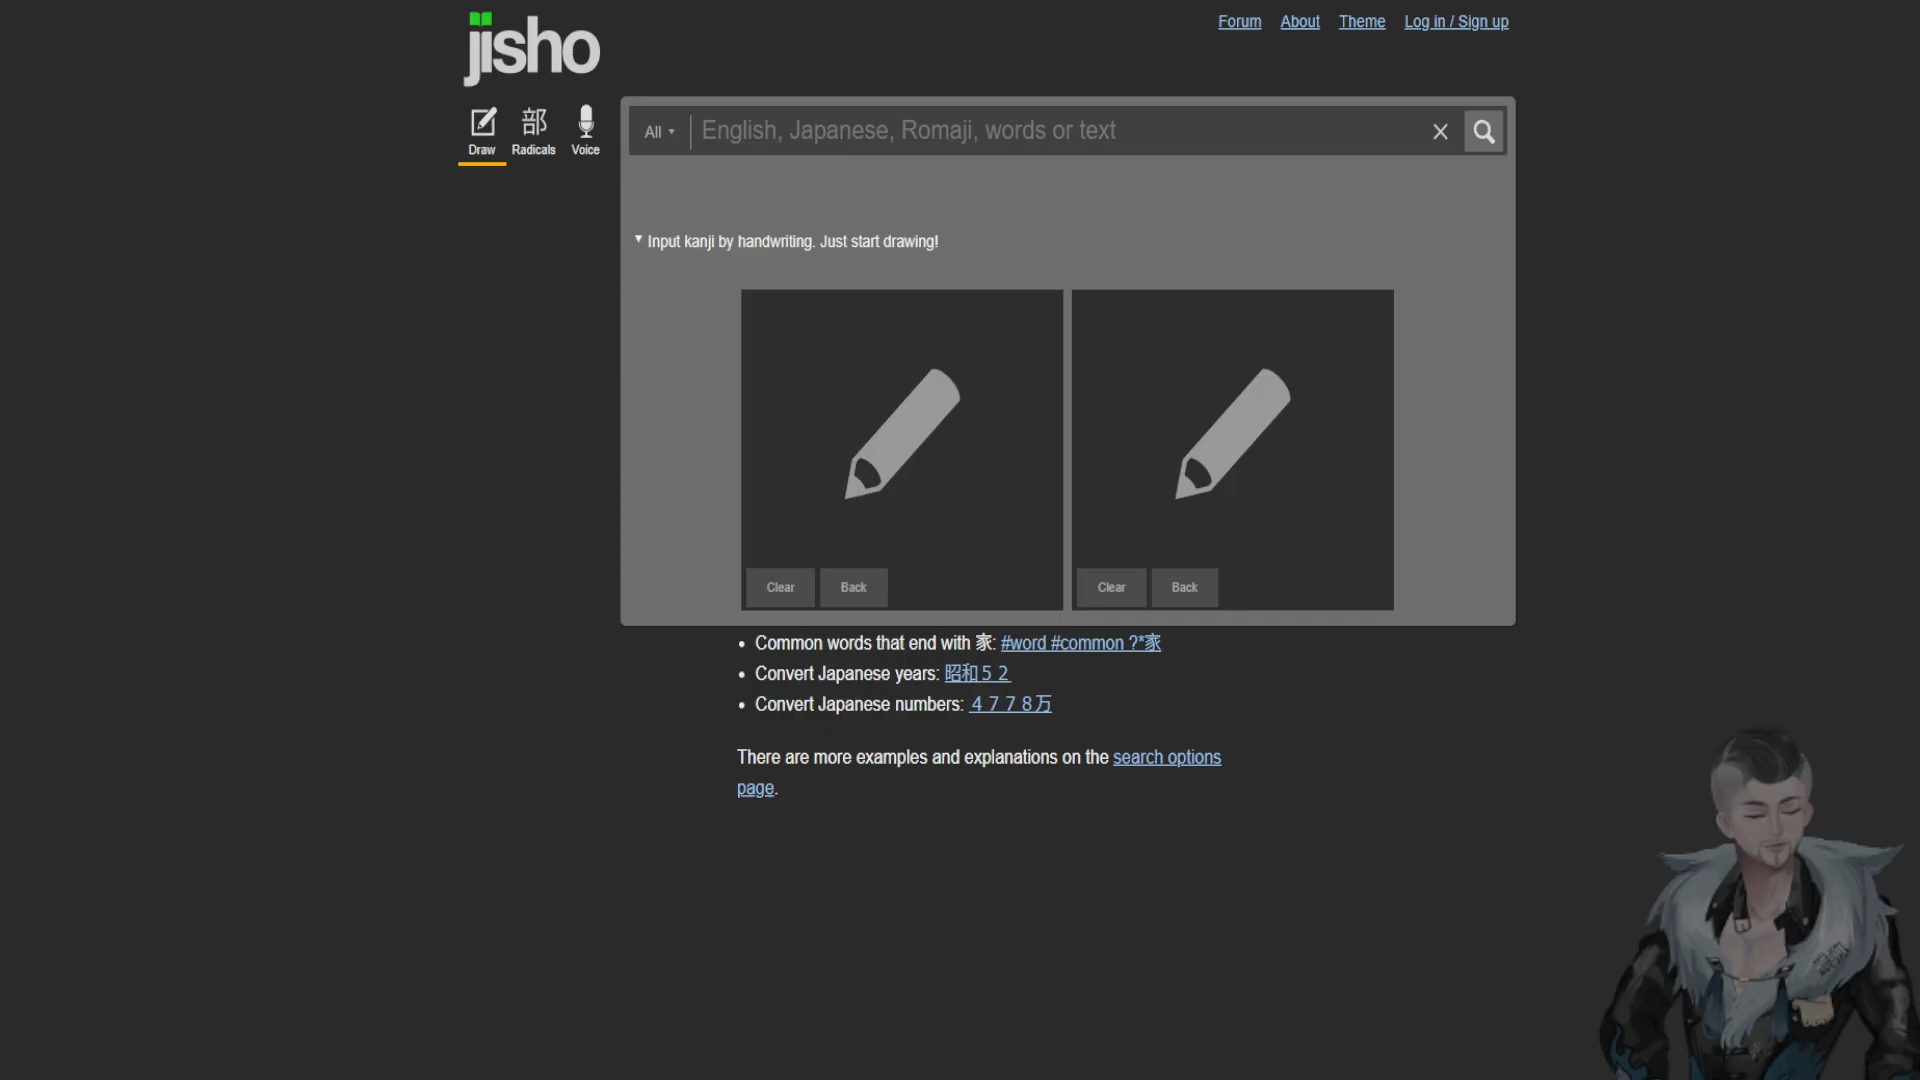 jisho
Forum About Theme Log in / Sign up
Draw 部 Radicals Voice
All English, Japanese, Romaji, words or text
Input kanji by handwriting. Just start drawing!
Clear Back Clear Back
• Common words that end with 家: #word #common ?*家
• Convert Japanese years: 昭和５２
• Convert Japanese numbers: ４７７８万
There are more examples and explanations on the search options
page.